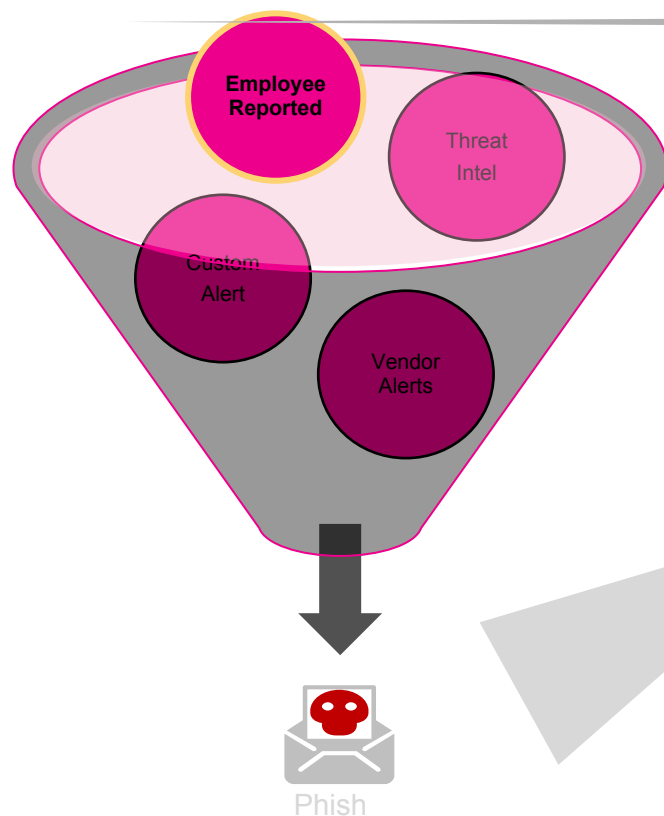 Employee
Reported
Threat
Intel
Custom
Alert
Vendor
Alerts
Phish